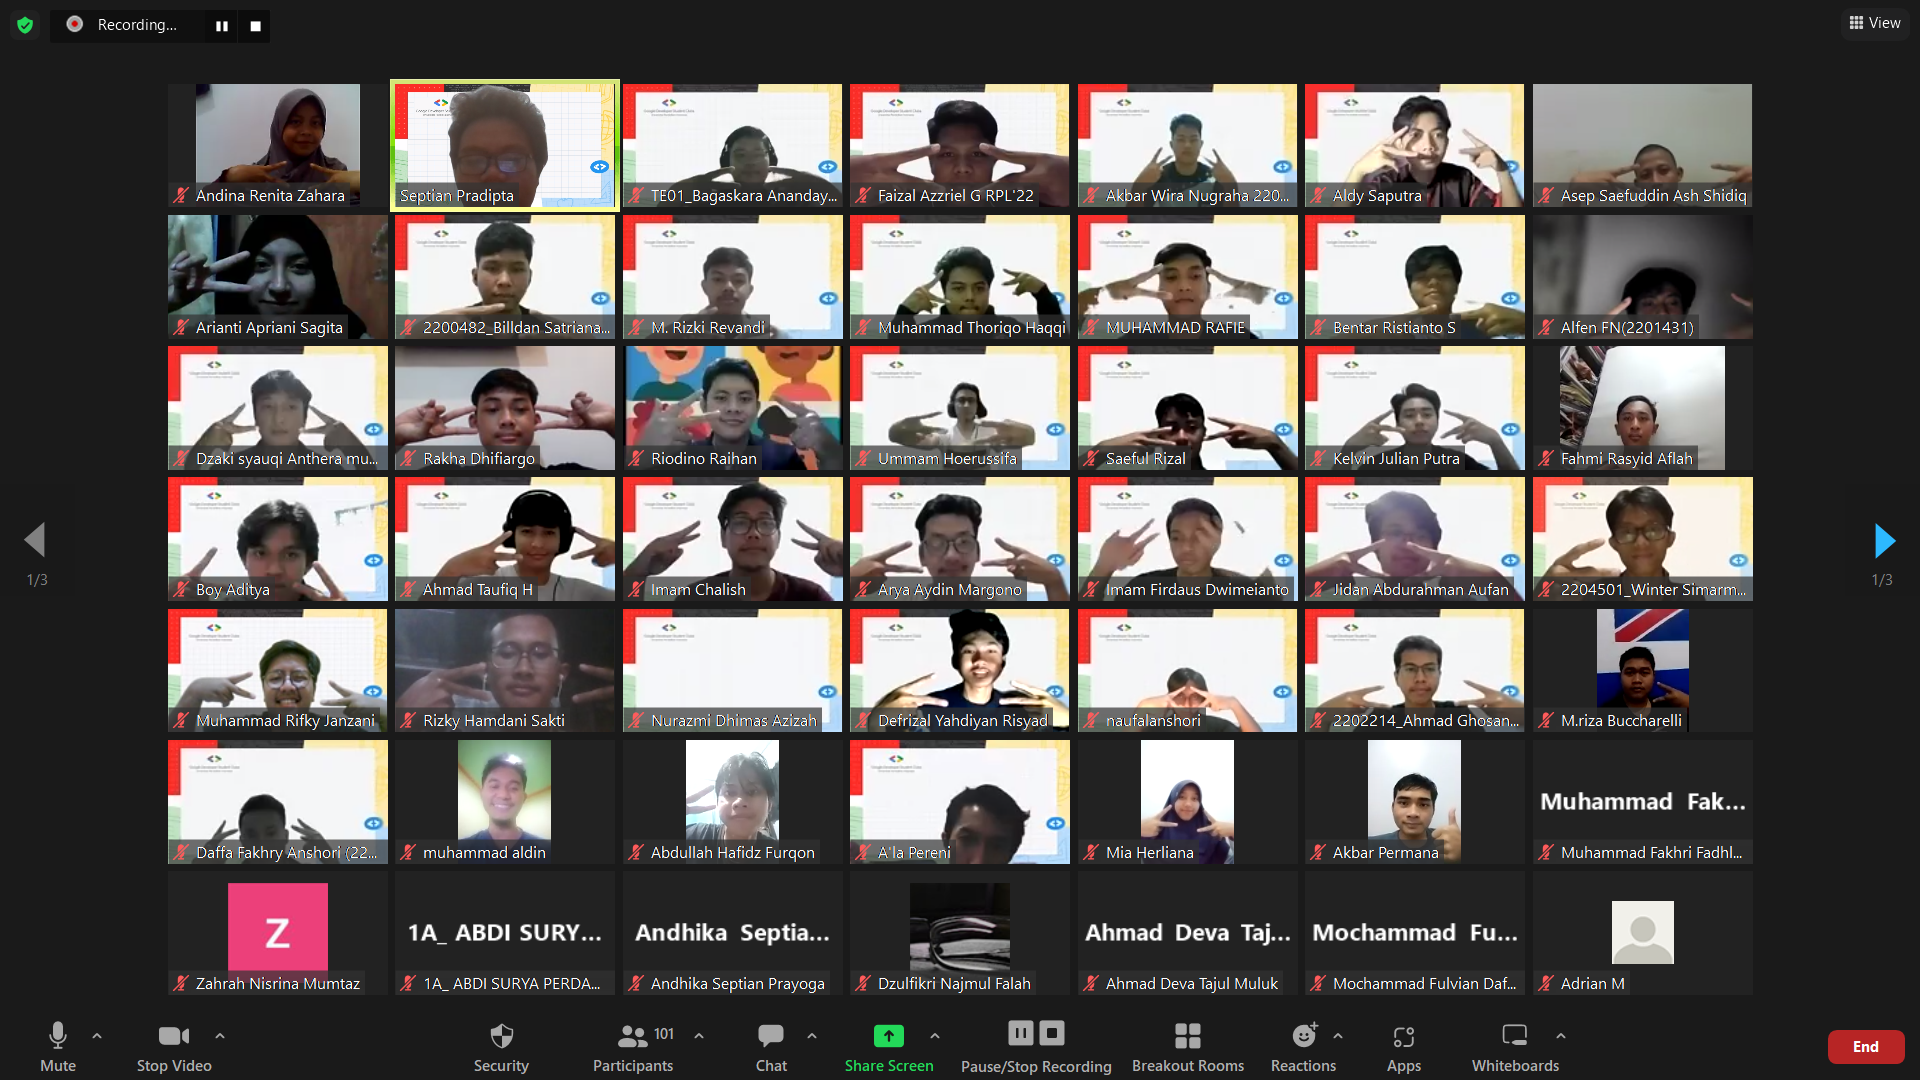 Recording...
View
Andina Renita Zahara
Septian Pradipta
TE01_Bagaskara Ananday...
Faizal Azzriel G RPL'22
Akbar Wira Nugraha 220...
Aldy Saputra
Asep Saefuddin Ash Shidiq
Arianti Apriani Sagita
2200482_Billdan Satriana...
M. Rizki Revandi
Muhammad Thoriqo Haqqi
MUHAMMAD RAFIE
Bentar Ristianto S
Alfen FN(2201431)
Dzaki syauqi Anthera mu...
Rakha Dhifiargo
Riodino Raihan
Ummam Hoerussifa
Saeful Rizal
Kelvin Julian Putra
Fahmi Rasyid Aflah
Boy Aditya
Ahmad Taufiq H
Imam Chalish
Arya Aydin Margono
Imam Firdaus Dwimeianto
Jidan Abdurahman Aufan
2204501_Winter Simarm...
1/3
1/3
Muhammad Rifky Janzani
Rizky Hamdani Sakti
Nurazmi Dhimas Azizah
Defrizal Yahdiyan Risyad
naufalanshori
2202214_Ahmad Ghosan...
M.riza Buccharelli
Daffa Fakhry Anshori (22...
muhammad aldin
Abdullah Hafidz Furqon
A'la Pereni
Mia Herliana
Akbar Permana
Muhammad Fak...
Muhammad Fakhri Fadhl...
Z
Zahrah Nisrina Mumtaz
1A_ ABDI SURY...
1A_ ABDI SURYA PERDA...
Andhika Septia...
Andhika Septian Prayoga
Dzulfikri Najmul Falah
Ahmad Deva Taj...
Ahmad Deva Tajul Muluk
Mochammad Fu...
Mochammad Fulvian Daf...
Adrian M
Mute
Stop Video
Security
Participants
101
Chat
Share Screen
Pause/Stop Recording
Breakout Rooms
Reactions
Apps
Whiteboards
End